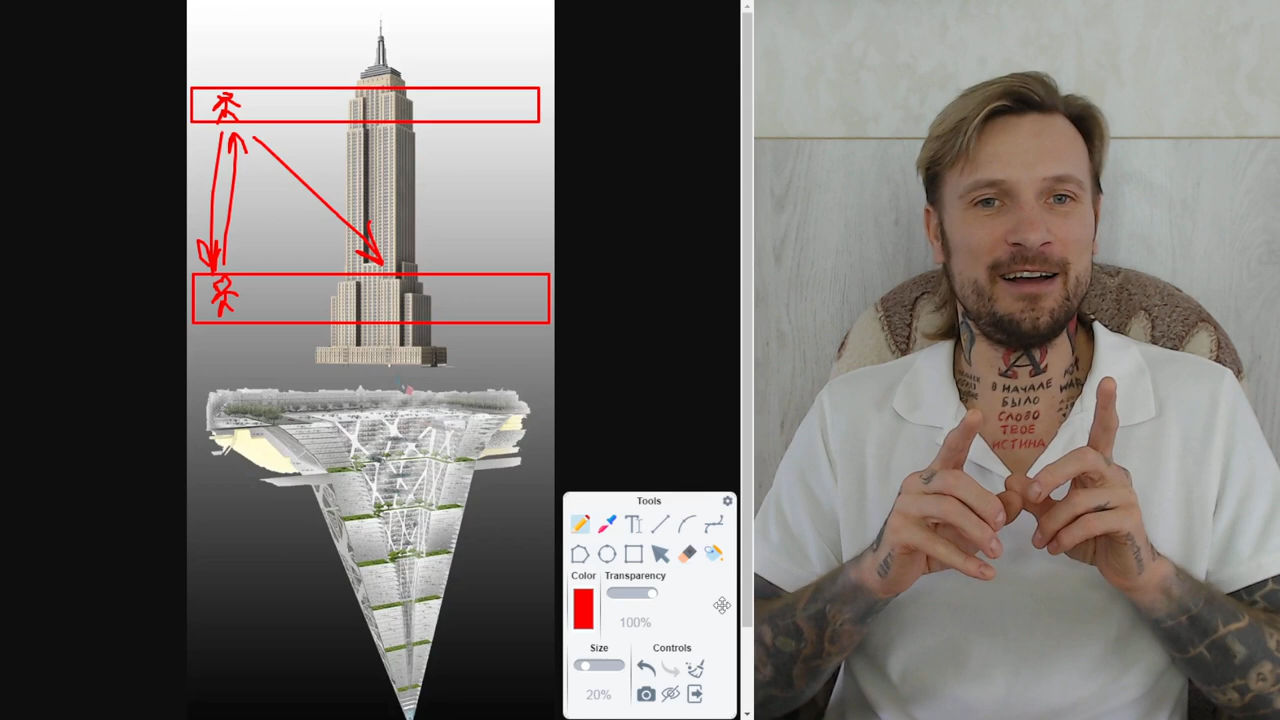 Tools
Color
Transparency
100%
Size
Controls
20%
В НАЧАЛЕ
БЫЛО
СЛОВО
ТВОЕ
ИСТИНА